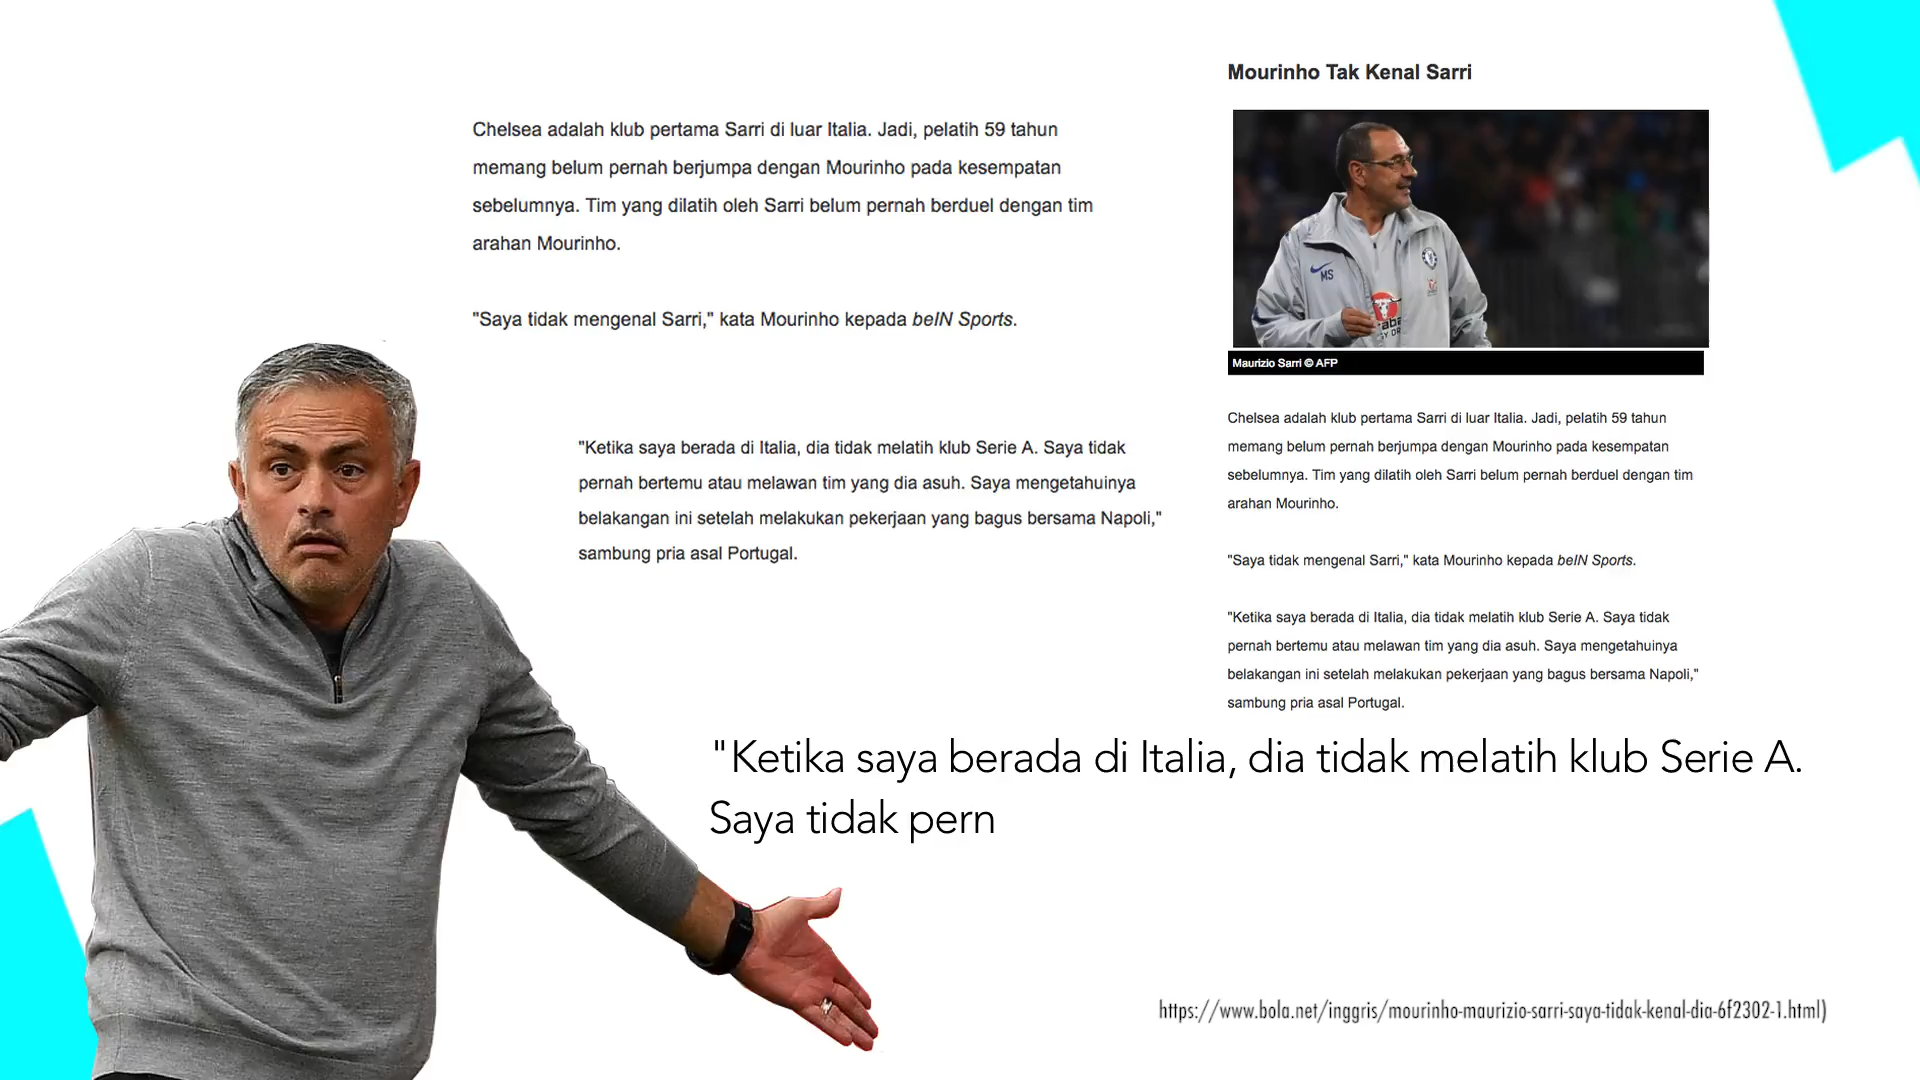 Chelsea adalah klub pertama Sarri di luar Italia. Jadi, pelatih 59 tahun
memang belum pernah berjumpa dengan Mourinho pada kesempatan
sebelumnya. Tim yang dilatih oleh Sarri belum pernah berduel dengan tim
arahan Mourinho.
"Saya tidak mengenal Sarri," kata Mourinho kepada beIN Sports.
"Ketika saya berada di Italia, dia tidak melatih klub Serie A. Saya tidak
pernah bertemu atau melawan tim yang dia asuh. Saya mengetahuinya
belakangan ini setelah melakukan pekerjaan yang bagus bersama Napoli,"
sambung pria asal Portugal.
Mourinho Tak Kenal Sarri
MS
Maurizio Sarri © AFP
Chelsea adalah klub pertama Sarri di luar Italia. Jadi, pelatih 59 tahun
memang belum pernah berjumpa dengan Mourinho pada kesempatan
sebelumnya. Tim yang dilatih oleh Sarri belum pernah berduel dengan tim
arahan Mourinho.
"Saya tidak mengenal Sarri," kata Mourinho kepada beIN Sports.
"Ketika saya berada di Italia, dia tidak melatih klub Serie A. Saya tidak
pernah bertemu atau melawan tim yang dia asuh. Saya mengetahuinya
belakangan ini setelah melakukan pekerjaan yang bagus bersama Napoli,"
sambung pria asal Portugal.
"Ketika saya berada di Italia, dia tidak melatih klub Serie A.
Saya tidak pern
https://www.bola.net/inggris/mourinho-maurizio-sarri-saya-tidak-kenal-dia-6f2302-1.html)